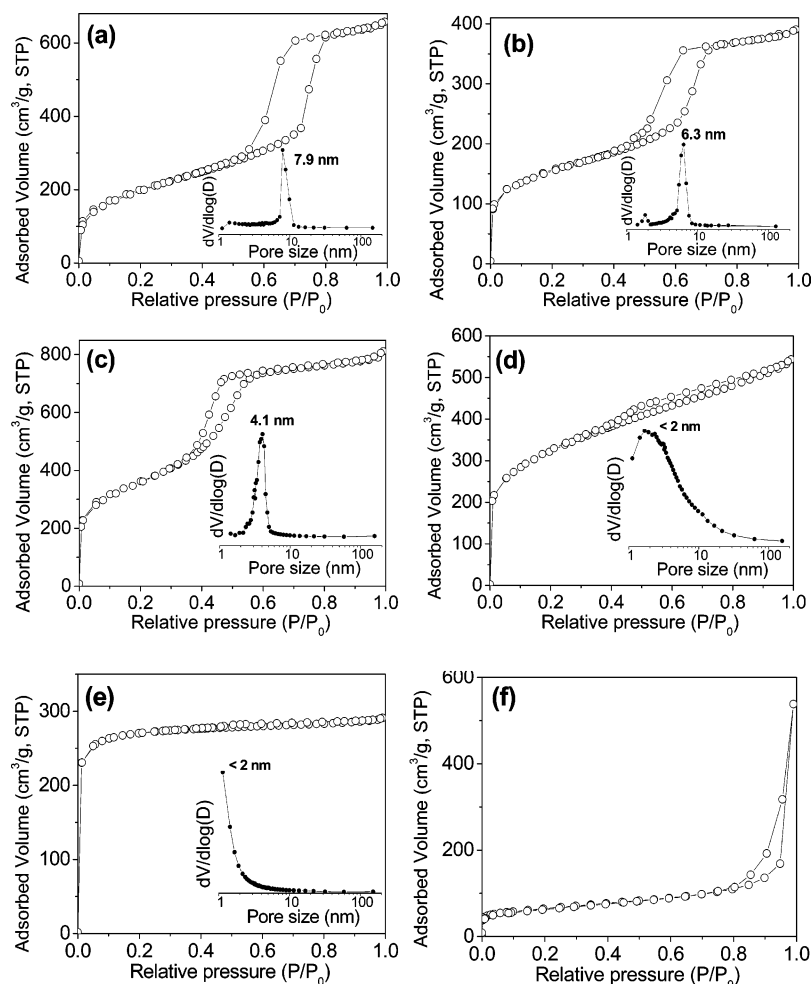 (a)
Adsorbed Volume (cm³/g, STP)
600
400
200
0
7.9 nm
dV/dlog(D)
1 10 100
Pore size (nm)
0.0 0.2 0.4 0.6 0.8 1.0
Relative pressure (P/P₀)
(b)
Adsorbed Volume (cm³/g, STP)
400
300
200
100
0
6.3 nm
dV/dlog(D)
1 10 100
Pore size (nm)
0.0 0.2 0.4 0.6 0.8 1.0
Relative pressure (P/P₀)
(c)
Adsorbed Volume (cm³/g, STP)
800
600
400
200
0
4.1 nm
dV/dlog(D)
1 10 100
Pore size (nm)
0.0 0.2 0.4 0.6 0.8 1.0
Relative pressure (P/P₀)
(d)
Adsorbed Volume (cm³/g, STP)
600
500
400
300
200
100
0
< 2 nm
dV/dlog(D)
1 10 100
Pore size (nm)
0.0 0.2 0.4 0.6 0.8 1.0
Relative pressure (P/P₀)
(e)
Adsorbed Volume (cm³/g, STP)
300
200
100
0
< 2 nm
dV/dlog(D)
1 10 100
Pore size (nm)
0.0 0.2 0.4 0.6 0.8 1.0
Relative pressure (P/P₀)
(f)
Adsorbed Volume (cm³/g, STP)
600
400
200
0
0.0 0.2 0.4 0.6 0.8 1.0
Relative pressure (P/P₀)